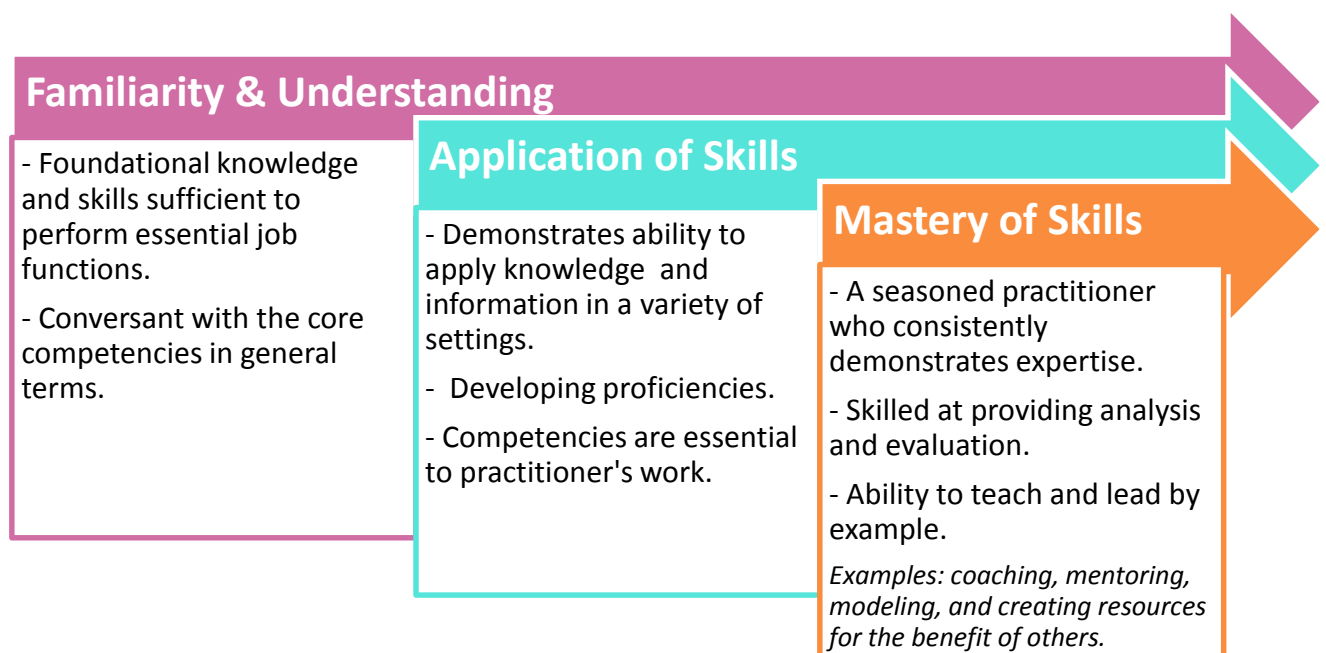 Familiarity & Understanding
- Foundational knowledge
and skills sufficient to
perform essential job
functions.
- Conversant with the core
competencies in general
terms.
Application of Skills
- Demonstrates ability to
apply knowledge  and
information in a variety of
settings.
-  Developing proficiencies.
- Competencies are essential
to practitioner's work.
Mastery of Skills
- A seasoned practitioner
who consistently
demonstrates expertise.
- Skilled at providing analysis
and evaluation.
- Ability to teach and lead by
example.
Examples: coaching, mentoring,
modeling, and creating resources
for the benefit of others.